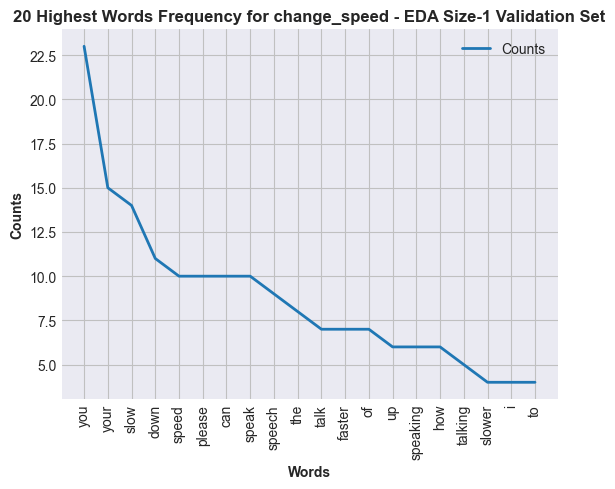 20 Highest Words Frequency for change_speed - EDA Size-1 Validation Set
Counts
22.5
20.0
17.5
15.0
12.5
10.0
7.5
5.0
Counts
you
your
slow
down
speed
please
can
speak
speech
the
talk
faster
of
up
speaking
how
talking
slower
i
to
Words